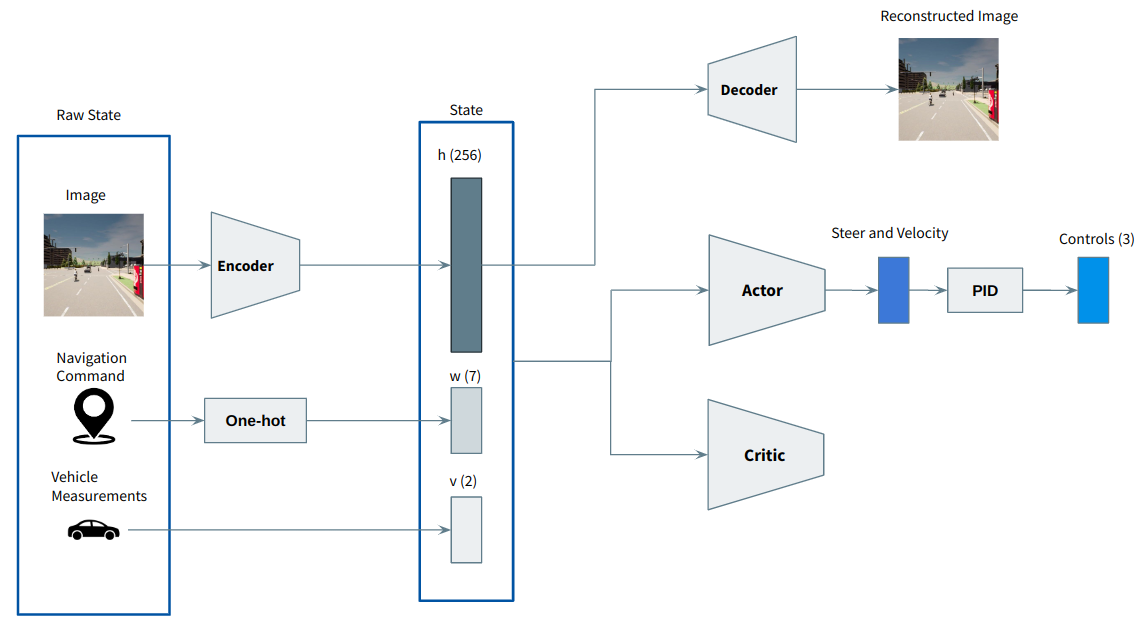 Reconstructed Image
Decoder
Raw State
State
h (256)
Image
Encoder
Steer and Velocity
Controls (3)
Actor
PID
Navigation
Command
w (7)
One-hot
Critic
Vehicle
Measurements
v (2)